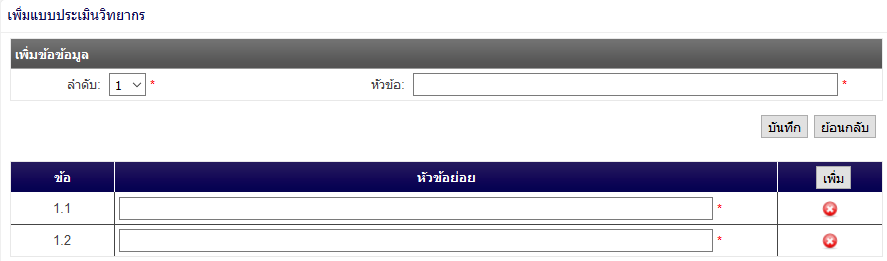 เพิ่มแบบประเมินวิทยากร
เพิ่มข้อข้อมูล
ลำดับ: 1 * หัวข้อ: *
บันทึก ย้อนกลับ
ข้อ หัวข้อย่อย เพิ่ม
1.1 *
1.2 *